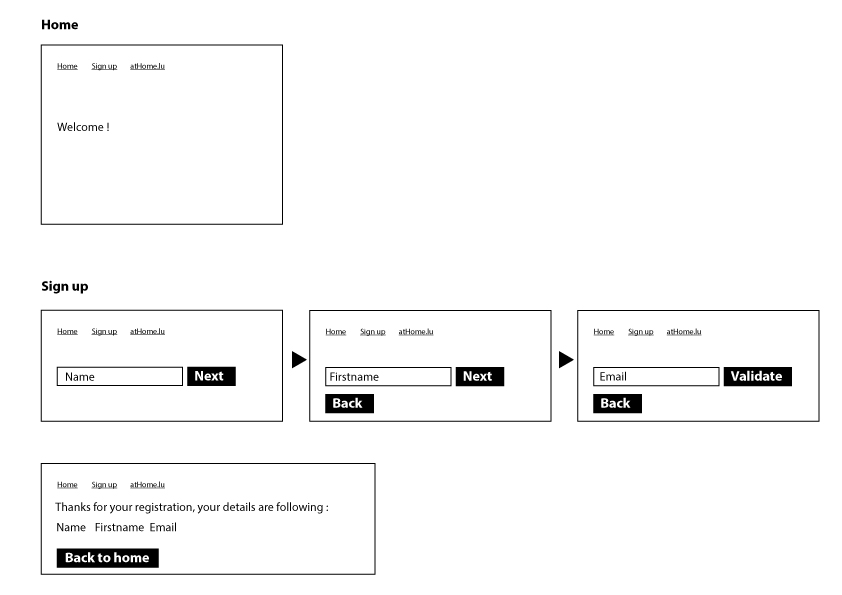 Home
Home Sign up atHome.lu
Welcome !
Sign up
Home Sign up atHome.lu
Name Next
Home Sign up atHome.lu
Firstname Next
Back
Home Sign up atHome.lu
Email Validate
Back
Home Sign up atHome.lu
Thanks for your registration, your details are following :
Name Firstname Email
Back to home